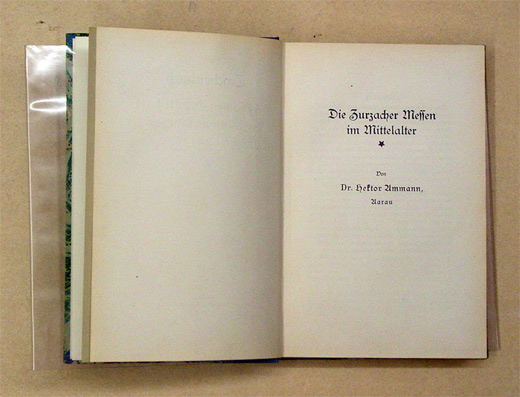 Die Zurzacher Messen
im Mittelalter
Von
Dr. Hektor Ammann,
Aarau